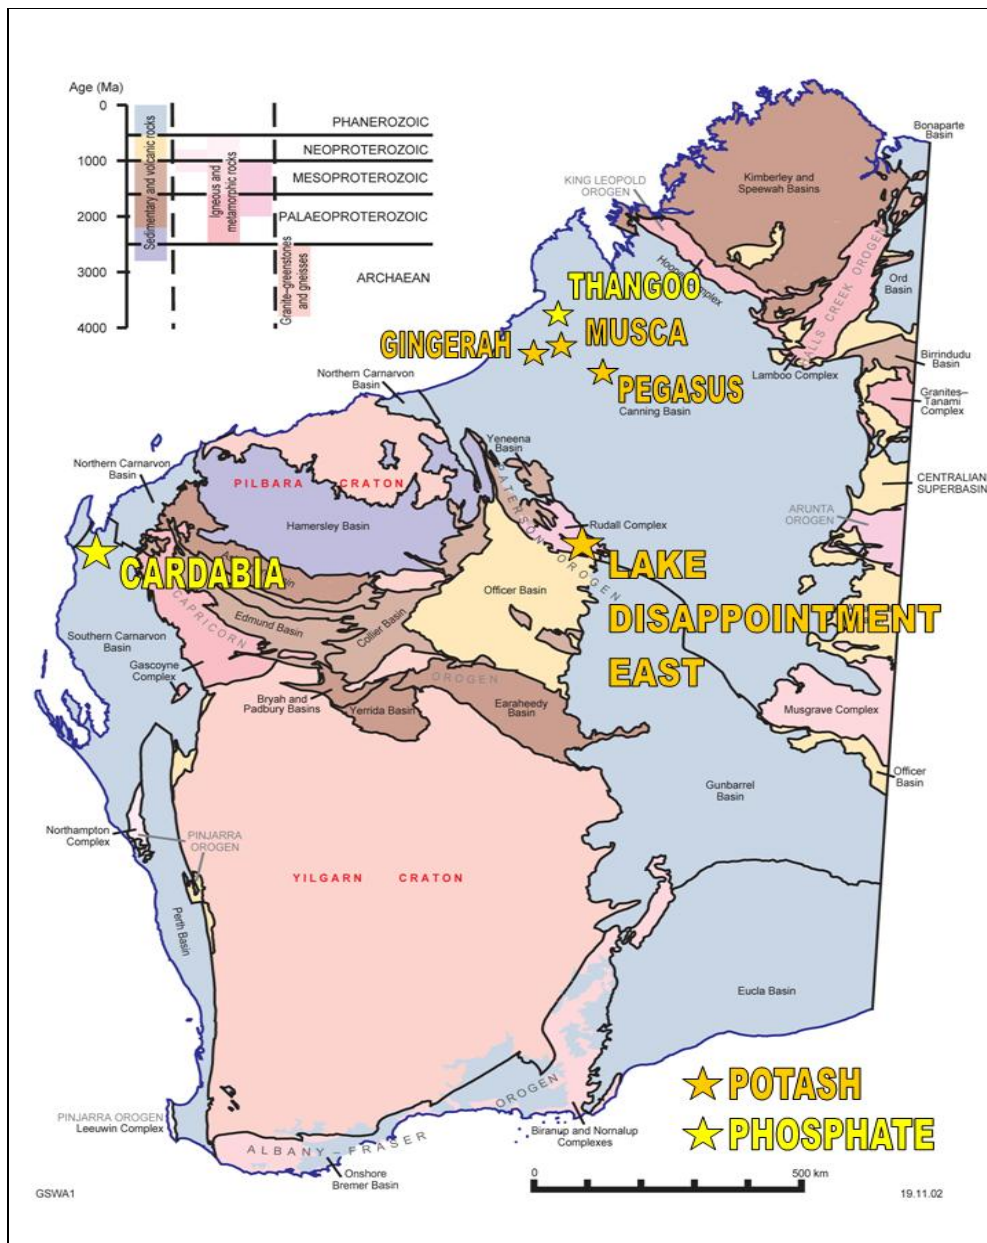 Age (Ma)
0
1000
2000
3000
4000
Sedimentary and volcanic rocks
Igneous and
metamorphic rocks
Granite–greenstones
and gneisses
PHANEROZOIC
NEOPROTEROZOIC
MESOPROTEROZOIC
PALAEOPROTEROZOIC
ARCHAEAN
Bonaparte
Basin
KING LEOPOLD
OROGEN
Kimberley and
Speewah Basins
Ord
Basin
THANGOO
GINGERAH
MUSCA
PEGASUS
Canning Basin
Lamboo Complex
Birrindudu
Basin
Granites–
Tanami
Complex
Northern Carnarvon
Basin
Northern Carnarvon
Basin
Yeneena
Basin
PILBARA CRATON
Hamersley Basin
PATERSON OROGEN
Rudall Complex
CENTRALIAN
SUPERBASIN
ARUNTA
OROGEN
CARDABIA
LAKE
DISAPPOINTMENT
EAST
Officer Basin
CAPRICORN
OROGEN
Edmund Basin
Collier Basin
Southern Carnarvon
Basin
Gascoyne
Complex
Bryah and
Padbury Basins
Yerrida Basin
Earaheedy
Basin
Musgrave Complex
Officer
Basin
Gunbarrel
Basin
Northampton
Complex
PINJARRA
OROGEN
Perth Basin
YILGARN CRATON
Eucla Basin
PINJARRA OROGEN
Leeuwin Complex
ALBANY–FRASER
OROGEN
Onshore
Bremer Basin
Biranup and Nornalup
Complexes
POTASH
PHOSPHATE
0
500 km
GSWA1
19.11.02